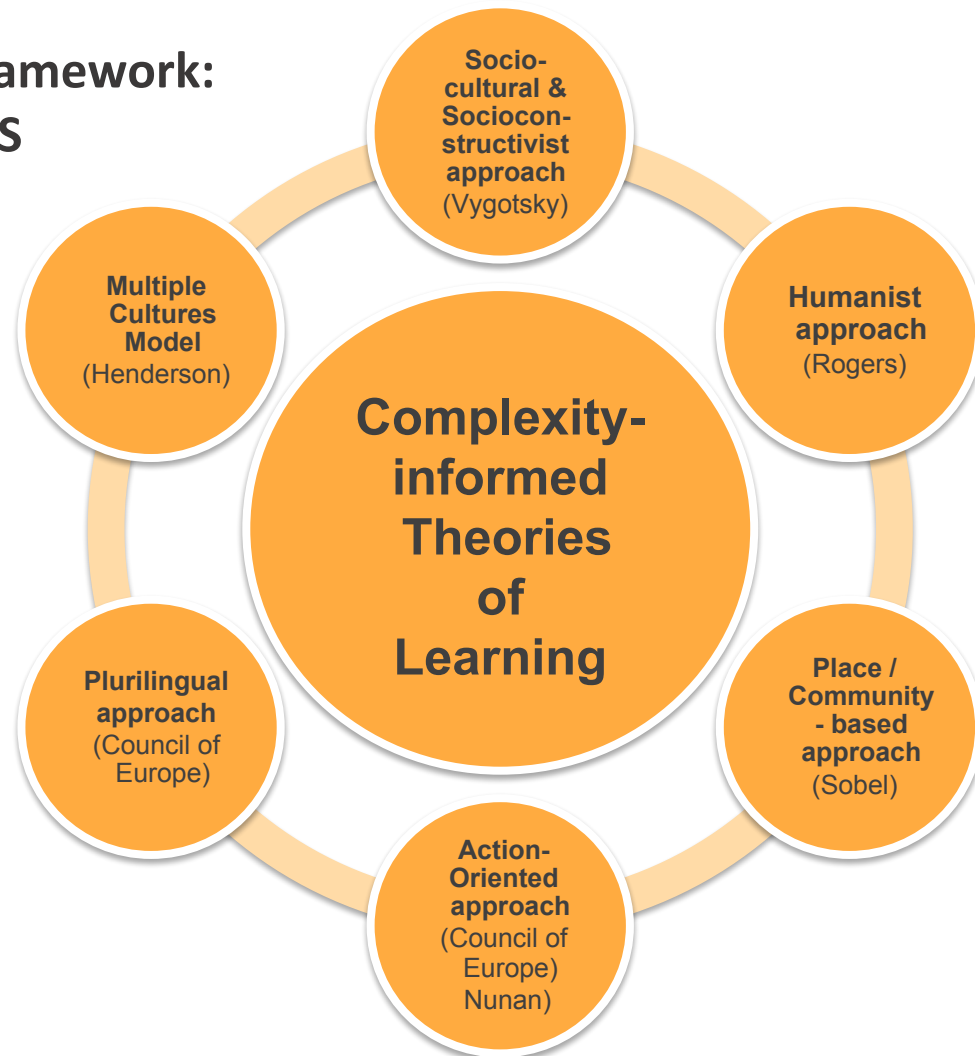 amework:
S
Socio-
cultural &
Sociocon-
structivist
approach
(Vygotsky)
Humanist
approach
(Rogers)
Place /
Community
- based
approach
(Sobel)
Action-
Oriented
approach
(Council of
Europe)
Nunan)
Plurilingual
approach
(Council of
Europe)
Multiple
Cultures
Model
(Henderson)
Complexity-
informed
Theories
of
Learning